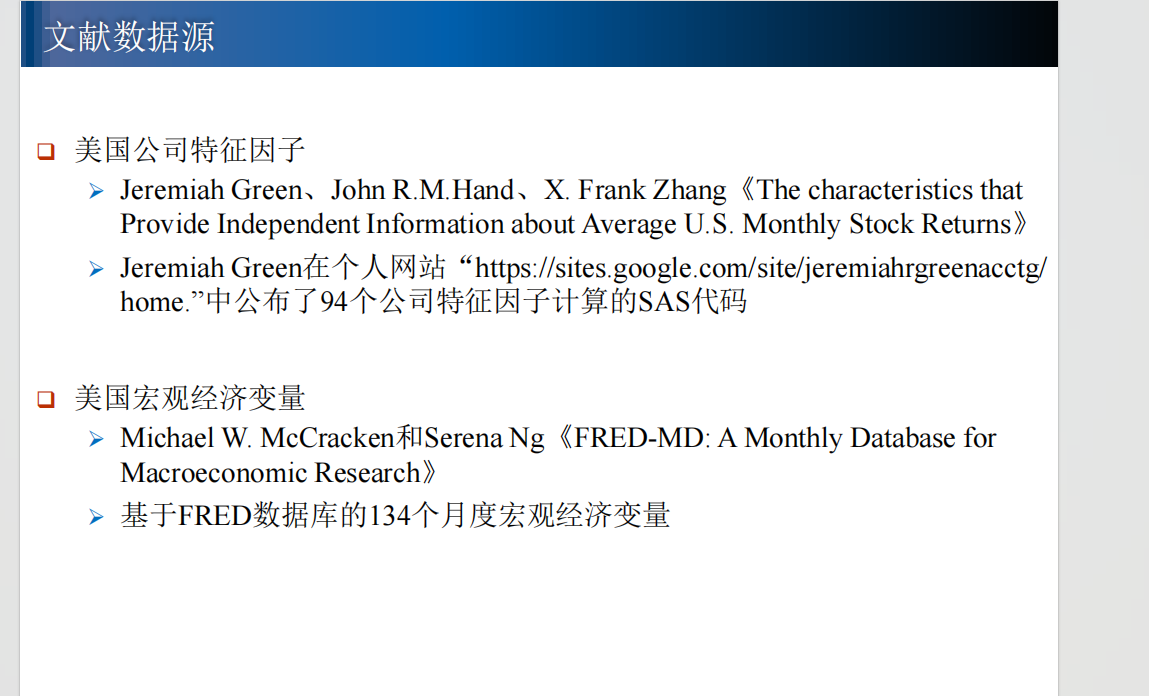 文献数据源
美国公司特征因子
Jeremiah Green、John R.M.Hand、X. Frank Zhang《The characteristics that
Provide Independent Information about Average U.S. Monthly Stock Returns》
Jeremiah Green在个人网站“https://sites.google.com/site/jeremiahrgreenacctg/
home.”中公布了94个公司特征因子计算的SAS代码
美国宏观经济变量
Michael W. McCracken和Serena Ng《FRED-MD: A Monthly Database for
Macroeconomic Research》
基于FRED数据库的134个月度宏观经济变量